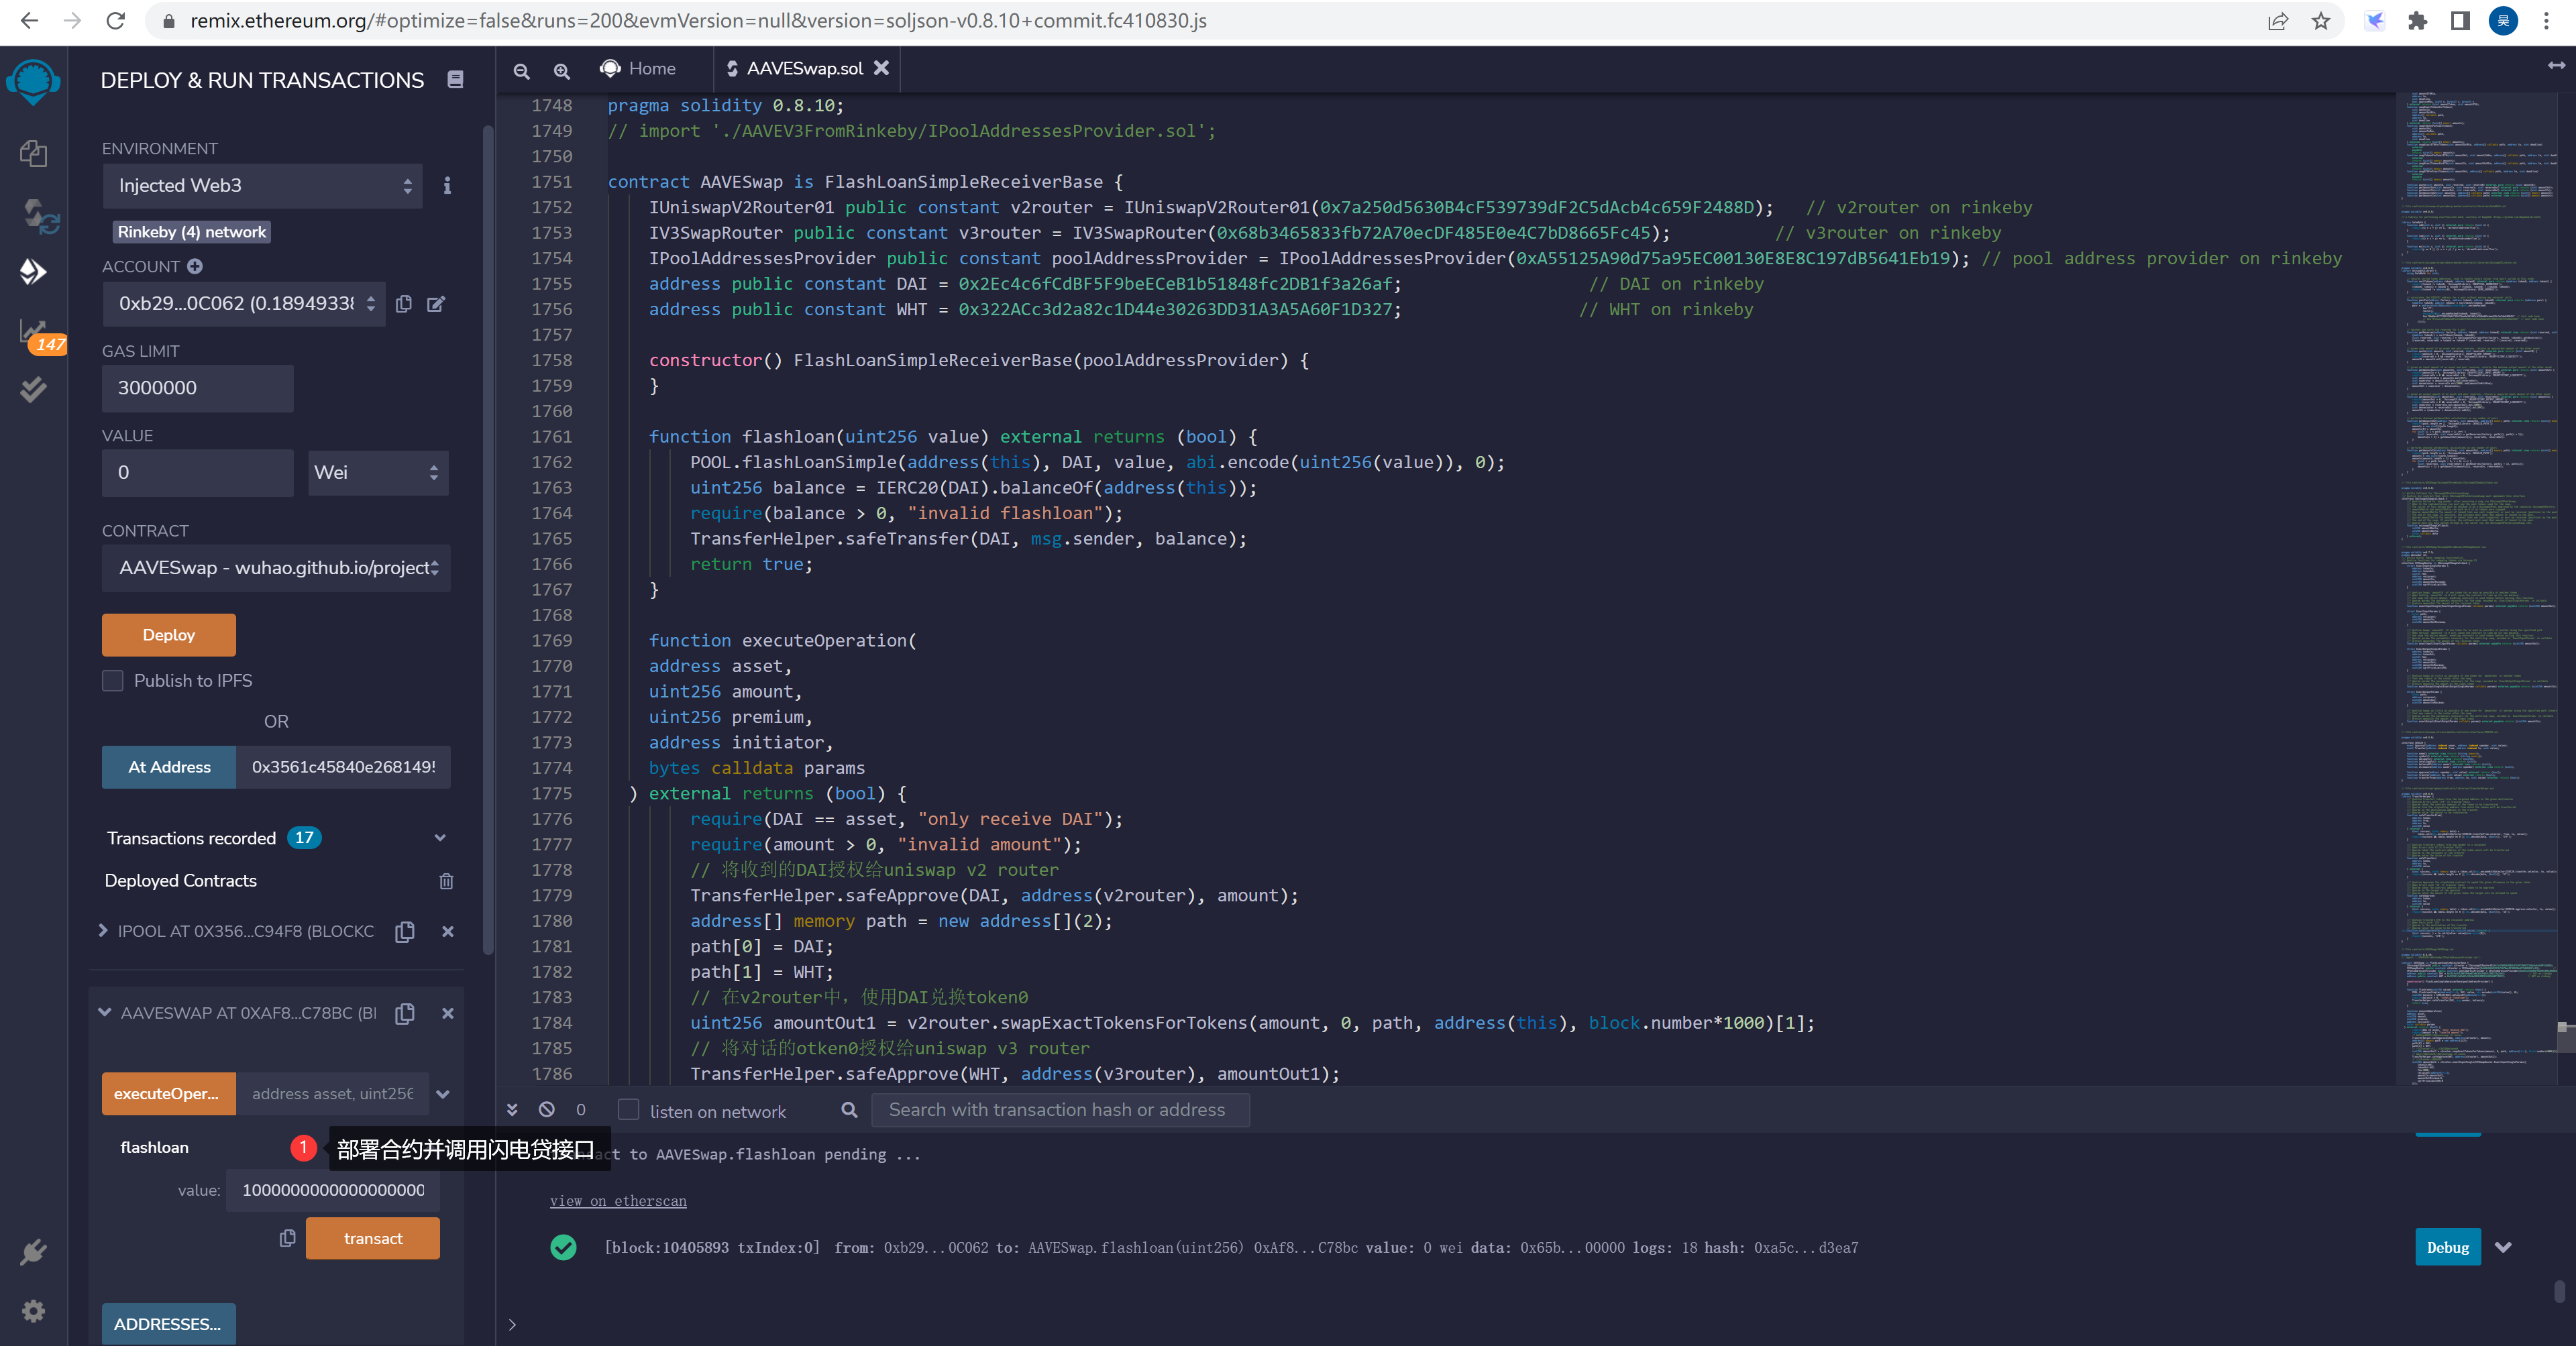 remix.ethereum.org/#optimize=false&runs=200&evmVersion=null&version=soljson-v0.8.10+commit.fc410830.js
昊
DEPLOY & RUN TRANSACTIONS
ENVIRONMENT
Injected Web3
Rinkeby (4) network
ACCOUNT
0xb29...0C062 (0.1894933
147
GAS LIMIT
3000000
VALUE
0
Wei
CONTRACT
AAVESwap - wuhao.github.io/project
Deploy
Publish to IPFS
OR
At Address
0x3561c45840e268149
Transactions recorded 17
Deployed Contracts
IPOOL AT 0X356...C94F8 (BLOCKC
AAVESWAP AT 0XAF8...C78BC (BI
executeOper...
address asset, uint256
flashloan
1 部署合约并调用闪电贷接口
value:
1000000000000000000
transact
ADDRESSES...
Home
AAVESwap.sol
1748 pragma solidity 0.8.10;
1749 // import './AAVEV3FromRinkeby/IPoolAddressesProvider.sol';
1750
1751 contract AAVESwap is FlashLoanSimpleReceiverBase {
1752 IUniswapV2Router01 public constant v2router = IUniswapV2Router01(0x7a250d5630B4cF539739dF2C5dAcb4c659F2488D); // v2router on rinkeby
1753 IV3SwapRouter public constant v3router = IV3SwapRouter(0x68b3465833fb72A70ecDF485E0e4C7bD8665Fc45); // v3router on rinkeby
1754 IPoolAddressesProvider public constant poolAddressProvider = IPoolAddressesProvider(0xA55125A90d75a95EC00130E8E8C197dB5641Eb19); // pool address provider on rinkeby
1755 address public constant DAI = 0x2Ec4c6fCdBF5F9beECeB1b51848fc2DB1f3a26af; // DAI on rinkeby
1756 address public constant WHT = 0x322ACc3d2a82c1D44e30263DD31A3A5A60F1D327; // WHT on rinkeby
1757
1758 constructor() FlashLoanSimpleReceiverBase(poolAddressProvider) {
1759 }
1760
1761 function flashloan(uint256 value) external returns (bool) {
1762 POOL.flashLoanSimple(address(this), DAI, value, abi.encode(uint256(value)), 0);
1763 uint256 balance = IERC20(DAI).balanceOf(address(this));
1764 require(balance > 0, "invalid flashloan");
1765 TransferHelper.safeTransfer(DAI, msg.sender, balance);
1766 return true;
1767 }
1768
1769 function executeOperation(
1770 address asset,
1771 uint256 amount,
1772 uint256 premium,
1773 address initiator,
1774 bytes calldata params
1775 ) external returns (bool) {
1776 require(DAI == asset, "only receive DAI");
1777 require(amount > 0, "invalid amount");
1778 // 将收到的DAI授权给uniswap v2 router
1779 TransferHelper.safeApprove(DAI, address(v2router), amount);
1780 address[] memory path = new address[](2);
1781 path[0] = DAI;
1782 path[1] = WHT;
1783 // 在v2router中，使用DAI兑换token0
1784 uint256 amountOut1 = v2router.swapExactTokensForTokens(amount, 0, path, address(this), block.number*1000)[1];
1785 // 将对话的otken0授权给uniswap v3 router
1786 TransferHelper.safeApprove(WHT, address(v3router), amountOut1);
0
listen on network
Search with transaction hash or address
act to AAVESwap.flashloan pending ...
view on etherscan
[block:10405893 txIndex:0] from: 0xb29...0C062 to: AAVESwap.flashloan(uint256) 0xAf8...C78bc value: 0 wei data: 0x65b...00000 logs: 18 hash: 0xa5c...d3ea7
Debug
>